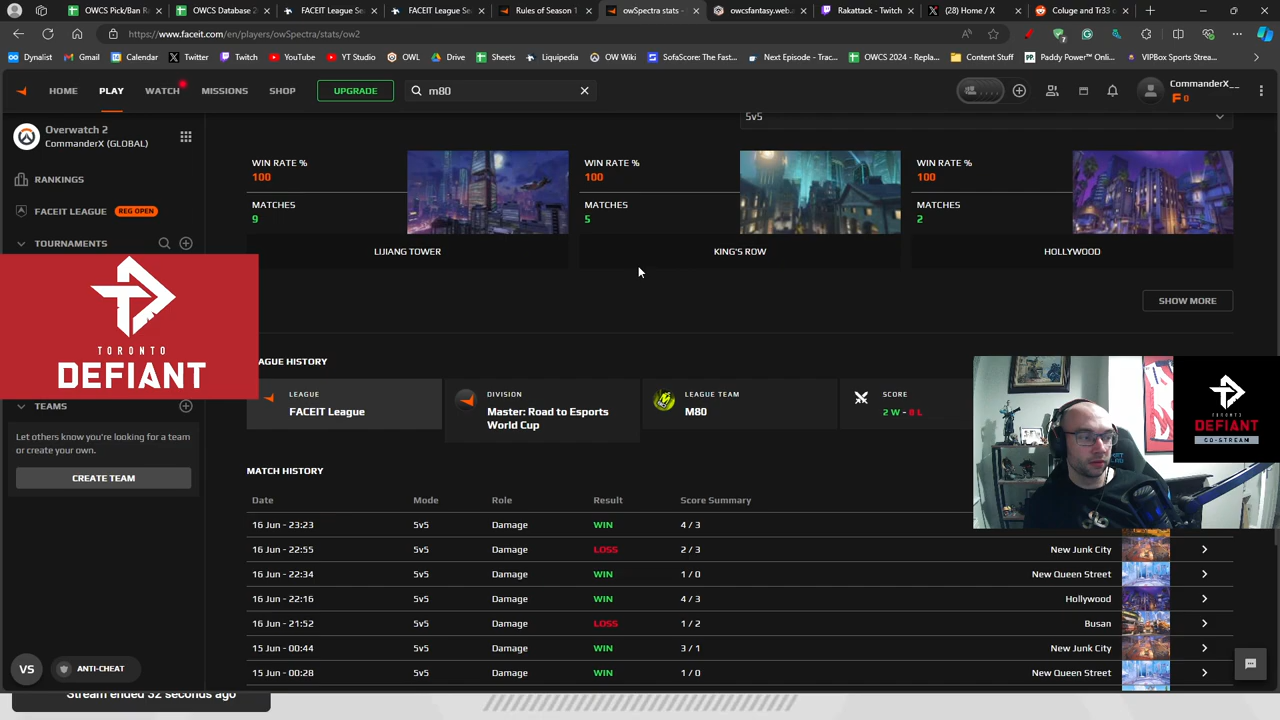 OWCS Pick/Ban Ra
OWCS Database 2
FACEIT League Se
FACEIT League Se
Rules of Season 1
owSpectra stats -
owcsfantasy.web.
Rakattack - Twitch
(28) Home / X
Coluge and Tr33 o
https://www.faceit.com/en/players/owSpectra/stats/ow2
Dynalist
Gmail
Calendar
Twitter
Twitch
YouTube
YT Studio
OWL
Drive
Sheets
Liquipedia
OW Wiki
SofaScore: The Fast...
Next Episode - Trac...
OWCS 2024 - Repla...
Content Stuff
Paddy Power™ Onli...
VIPBox Sports Strea...
HOME
PLAY
WATCH
MISSIONS
SHOP
UPGRADE
m80
CommanderX__
0
Overwatch 2
CommanderX (GLOBAL)
RANKINGS
FACEIT LEAGUE
REG OPEN
TOURNAMENTS
TORONTO
DEFIANT
TEAMS
Let others know you're looking for a team
or create your own.
CREATE TEAM
VS
ANTI-CHEAT
Stream ended 32 seconds ago
5v5
WIN RATE %
100
MATCHES
9
LIJIANG TOWER
WIN RATE %
100
MATCHES
5
KING'S ROW
WIN RATE %
100
MATCHES
2
HOLLYWOOD
SHOW MORE
EAGUE HISTORY
LEAGUE
FACEIT League
DIVISION
Master: Road to Esports
World Cup
LEAGUE TEAM
M80
SCORE
2 W - 0 L
MATCH HISTORY
Date Mode Role Result Score Summary
16 Jun - 23:23 5v5 Damage WIN 4 / 3
16 Jun - 22:55 5v5 Damage LOSS 2 / 3 New Junk City
16 Jun - 22:34 5v5 Damage WIN 1 / 0 New Queen Street
16 Jun - 22:16 5v5 Damage WIN 4 / 3 Hollywood
16 Jun - 21:52 5v5 Damage LOSS 1 / 2 Busan
15 Jun - 00:44 5v5 Damage WIN 3 / 1 New Junk City
15 Jun - 00:28 5v5 Damage WIN 1 / 0 New Queen Street
TORONTO
DEFIANT
CO-STREAM